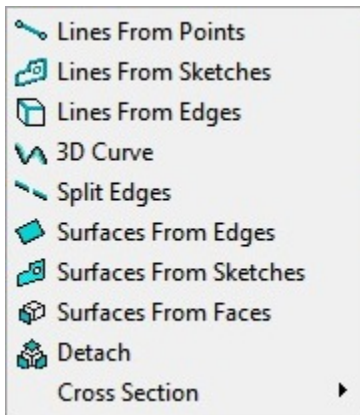 Lines From Points
Lines From Sketches
Lines From Edges
3D Curve
Split Edges
Surfaces From Edges
Surfaces From Sketches
Surfaces From Faces
Detach
Cross Section